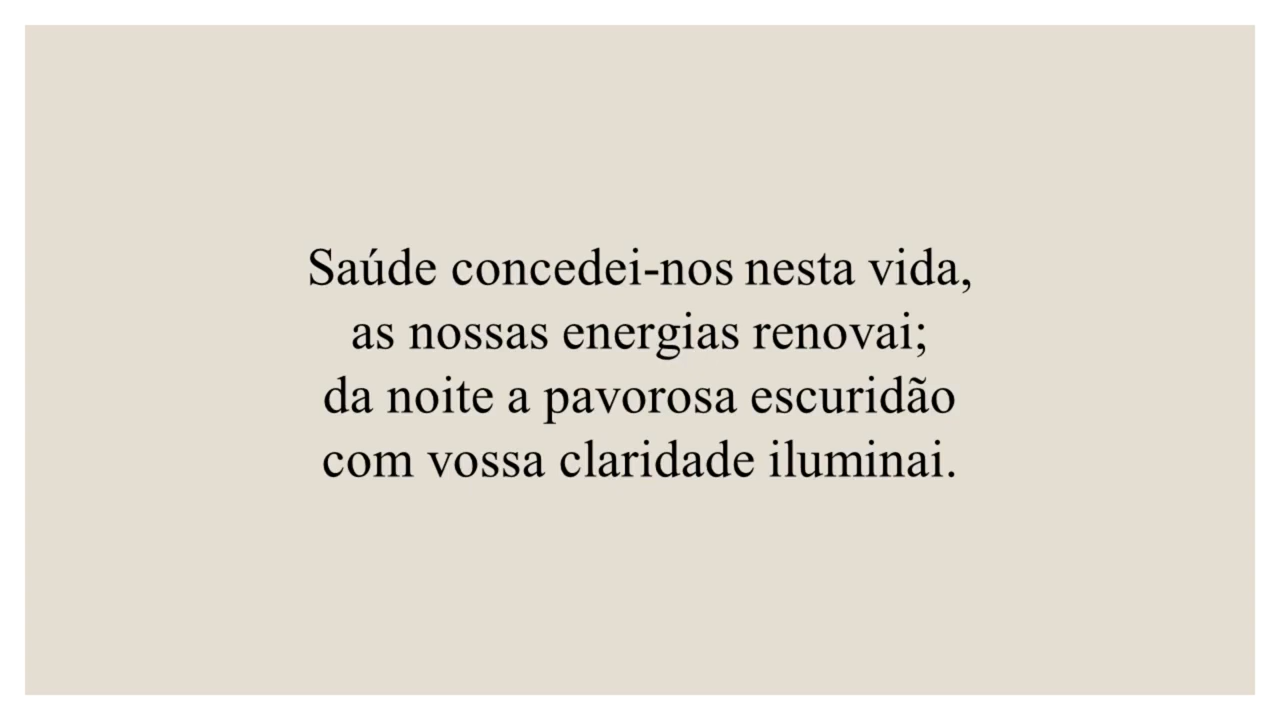 Saúde concedei-nos nesta vida,
as nossas energias renovai;
da noite a pavorosa escuridão
com vossa claridade iluminai.